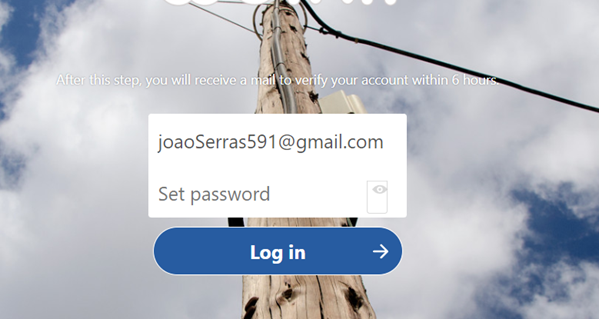 After this step, you will receive a mail to verify your account within 6 hours.
joaoSerras591@gmail.com
Set password
Log in